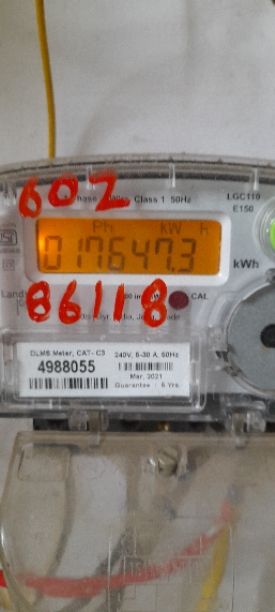 602
Class 1 50Hz
LGC110
E150
Ph kW h
017647.3
kWh
86118
CAL
DLMS Meter, CAT- C3
240V, 5-30 A, 50Hz
4988055
Mar, 2021
Guarantee : 5 Yrs.